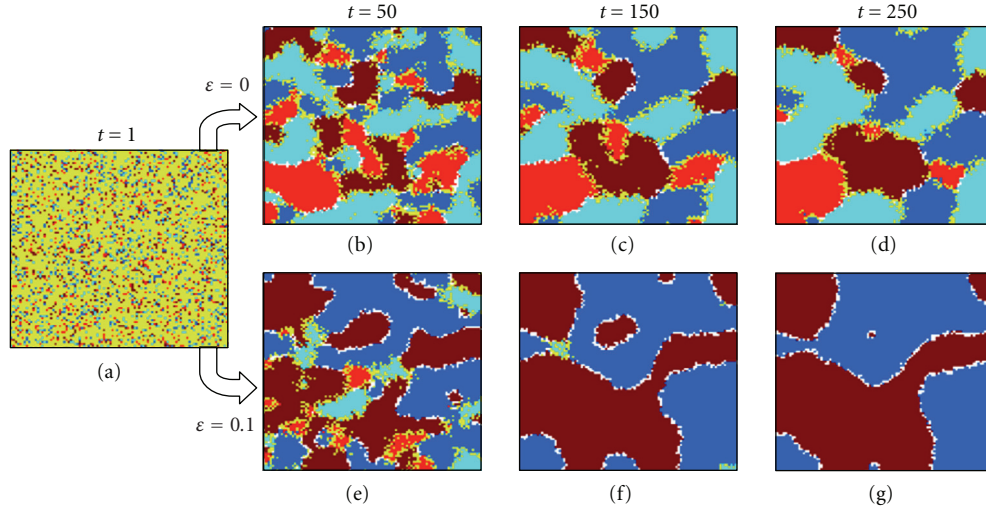 t = 50
t = 150
t = 250
ε = 0
t = 1
(b)
(c)
(d)
(a)
ε = 0.1
(e)
(f)
(g)